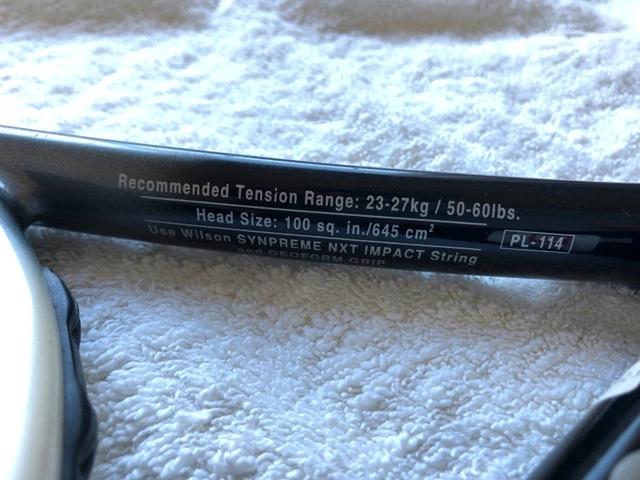 Recommended Tension Range: 23-27kg / 50-60lbs.
Head Size: 100 sq. in./645 cm²
PL-114
Use Wilson SYNPREME NXT IMPACT String
and GEOFORM GRIP